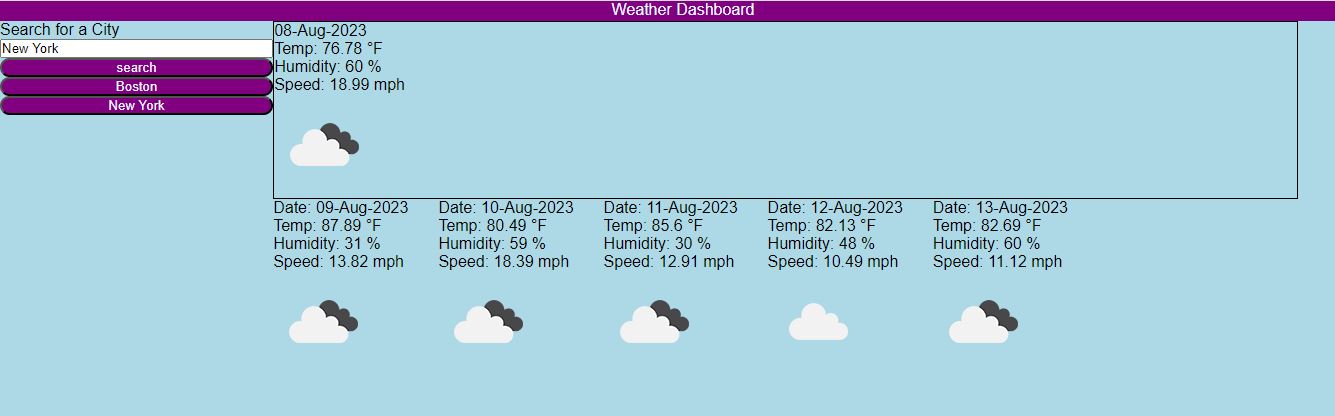 Weather Dashboard
Search for a City
New York
search
Boston
New York
08-Aug-2023
Temp: 76.78 °F
Humidity: 60 %
Speed: 18.99 mph
Date: 09-Aug-2023
Temp: 87.89 °F
Humidity: 31 %
Speed: 13.82 mph
Date: 10-Aug-2023
Temp: 80.49 °F
Humidity: 59 %
Speed: 18.39 mph
Date: 11-Aug-2023
Temp: 85.6 °F
Humidity: 30 %
Speed: 12.91 mph
Date: 12-Aug-2023
Temp: 82.13 °F
Humidity: 48 %
Speed: 10.49 mph
Date: 13-Aug-2023
Temp: 82.69 °F
Humidity: 60 %
Speed: 11.12 mph